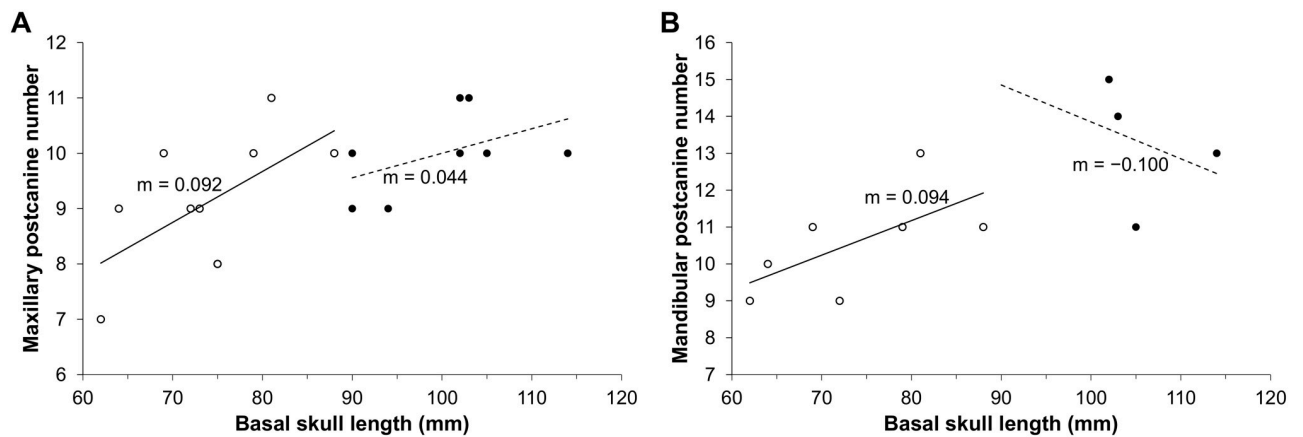 A
Maxillary postcanine number
12
11
10
9
8
7
6
m = 0.092
m = 0.044
60 70 80 90 100 110 120
Basal skull length (mm)
B
Mandibular postcanine number
16
15
14
13
12
11
10
9
8
7
m = 0.094
m = −0.100
60 70 80 90 100 110 120
Basal skull length (mm)